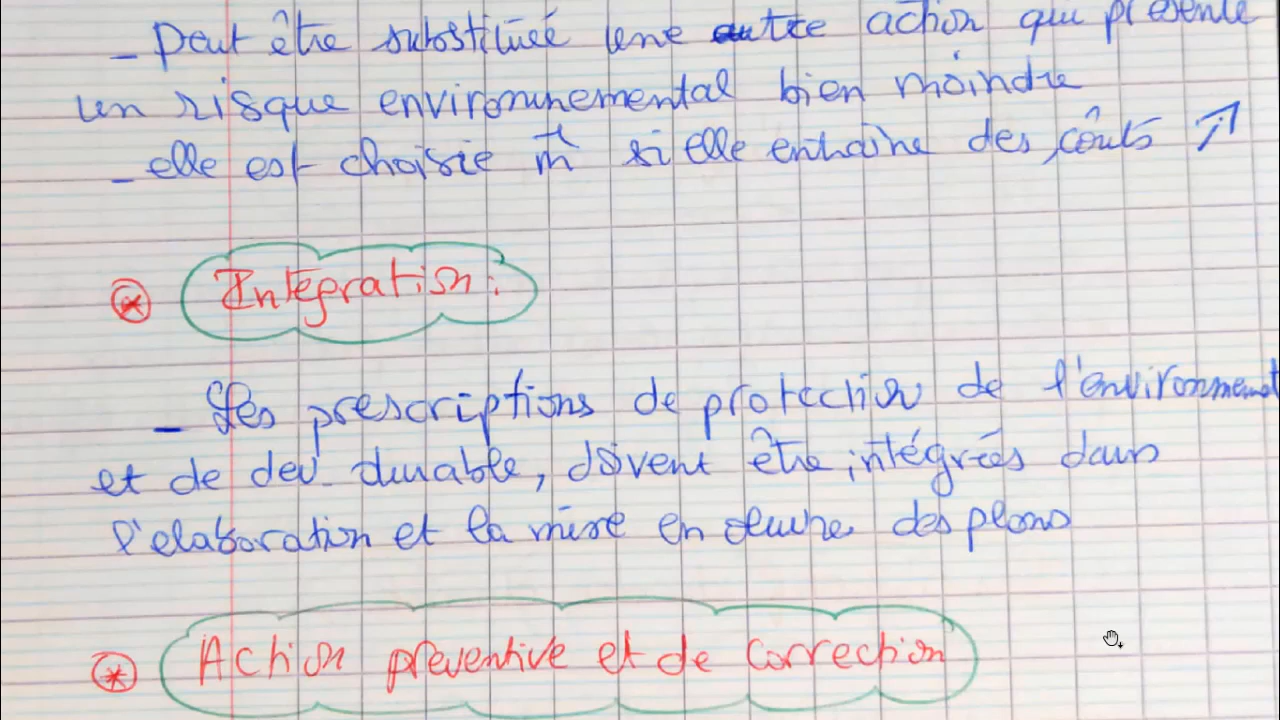 _ peut être substituée une autre action qui présente
un risque environnemental bien moindre
_ elle est choisie m̂ si elle entraîne des coûts ↗
* Intégration :
_ Les prescriptions de protection de l'environnement
et de dev durable, doivent être intégrées dans
l'elaboration et la mise en œuvre des plans
* Action preventive et de correction